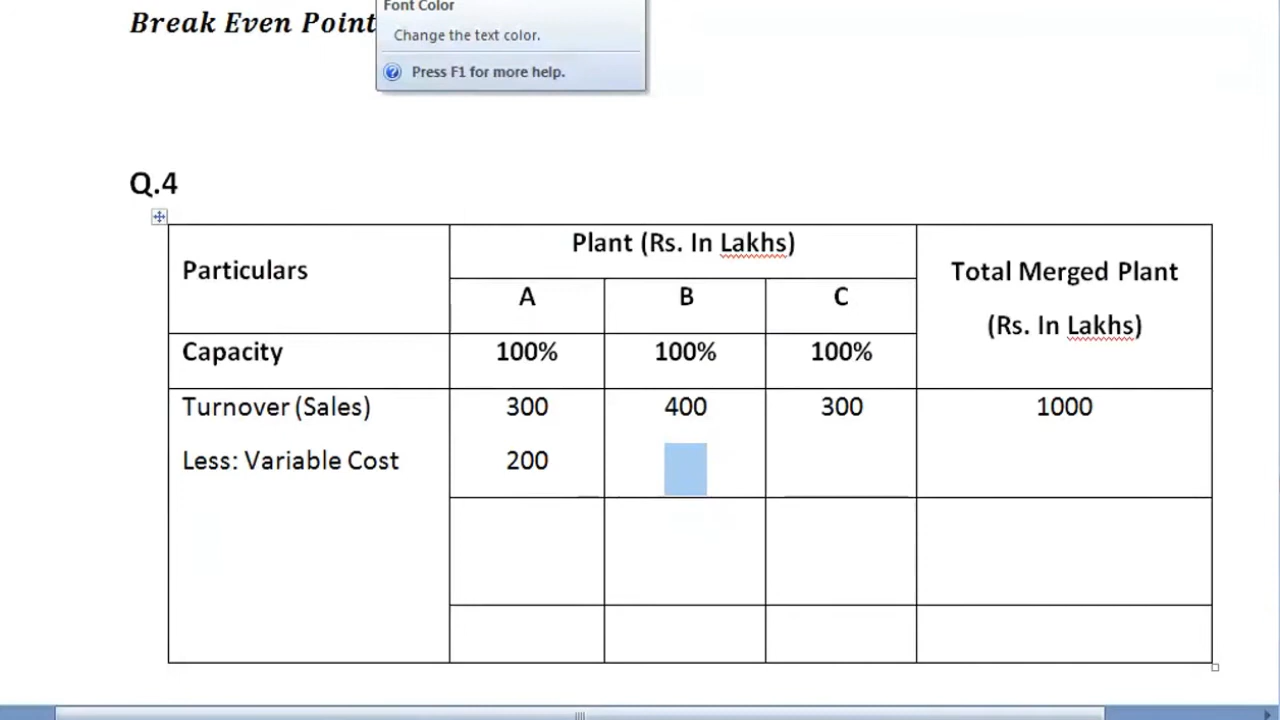 Font Color
Break Even Point
Change the text color.
Press F1 for more help.
Q.4
Particulars
Plant (Rs. In Lakhs)
Total Merged Plant
(Rs. In Lakhs)
A B C
Capacity 100% 100% 100%
Turnover (Sales) 300 400 300 1000
Less: Variable Cost 200